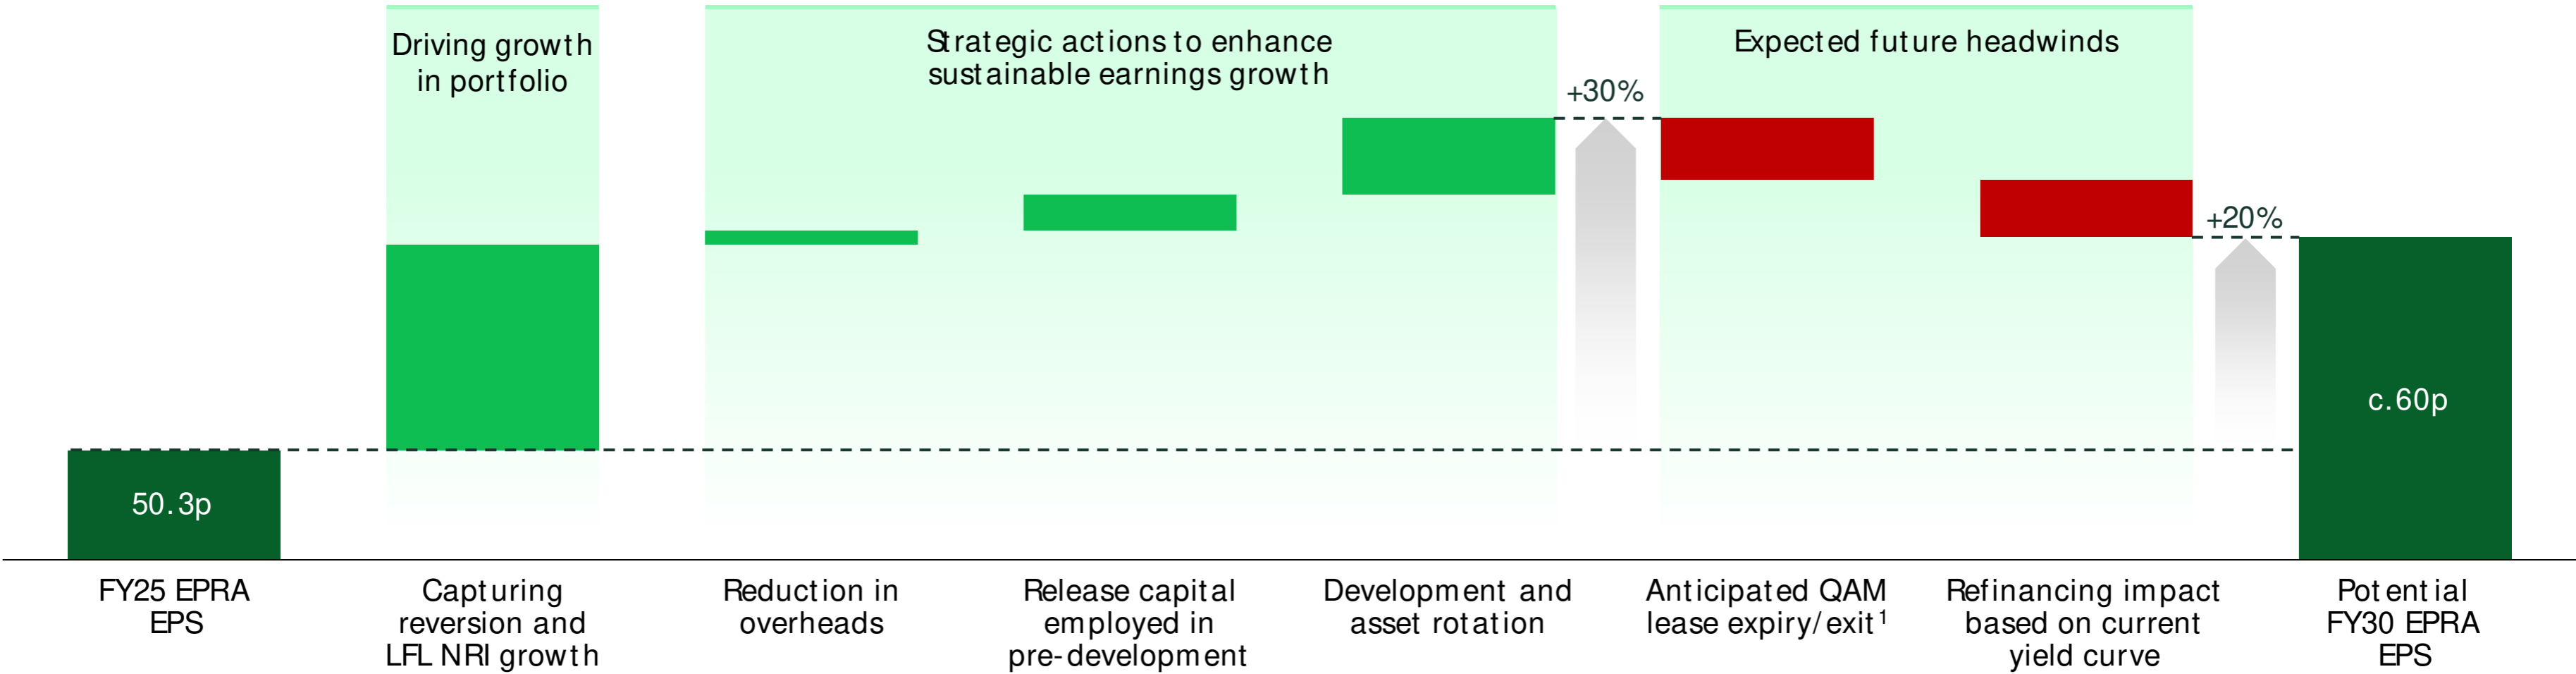 Driving growth
in portfolio
Strategic actions to enhance
sustainable earnings growth
+30%
Expected future headwinds
+20%
50.3p
c.60p
FY25 EPRA
EPS
Capturing
reversion and
LFL NRI growth
Reduction in
overheads
Release capital
employed in
pre-development
Development and
asset rotation
Anticipated QAM
lease expiry/exit¹
Refinancing impact
based on current
yield curve
Potential
FY30 EPRA
EPS